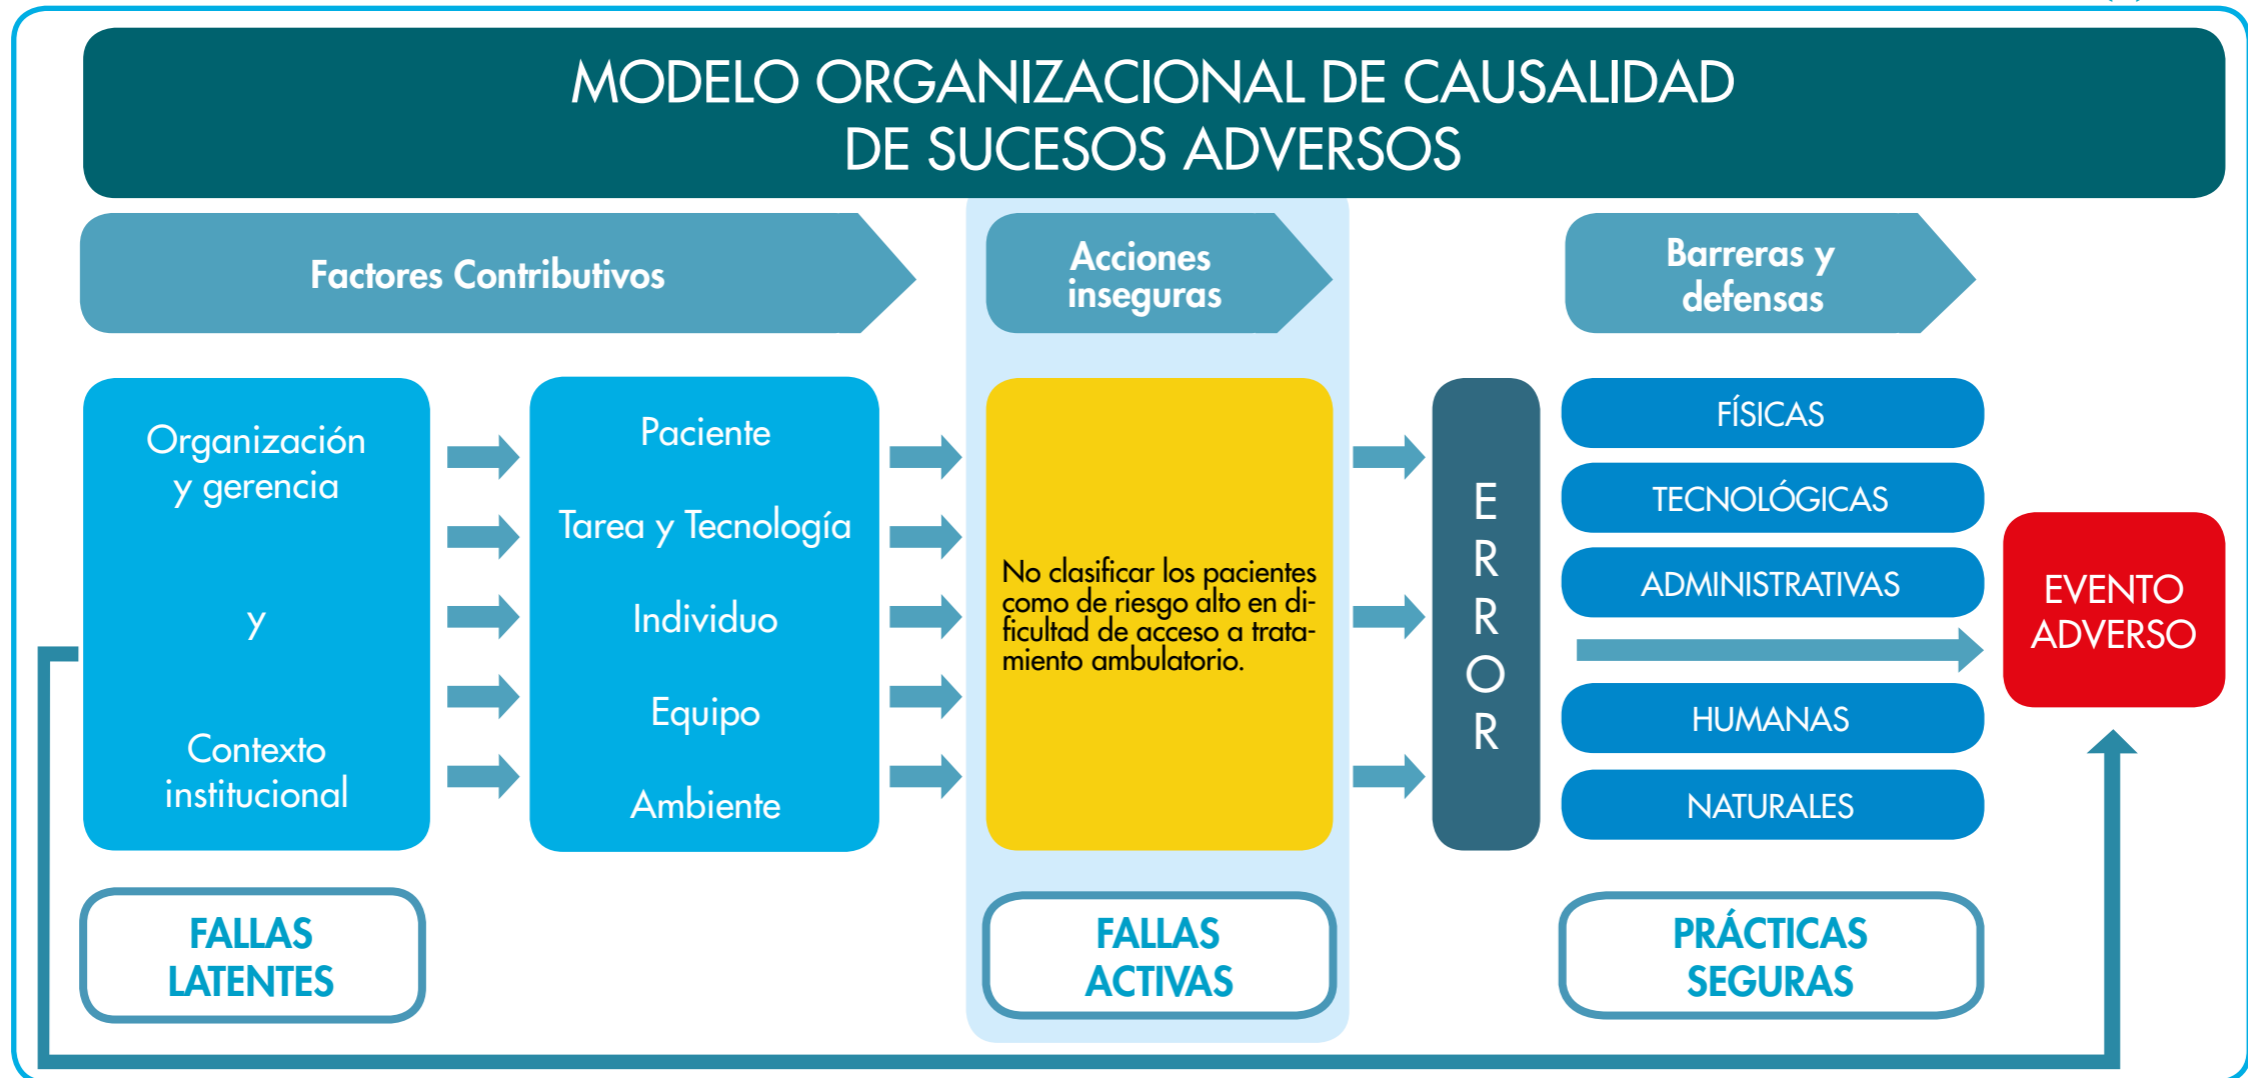 MODELO ORGANIZACIONAL DE CAUSALIDAD
DE SUCESOS ADVERSOS
Factores Contributivos
Acciones
inseguras
Barreras y
defensas
Organización
y gerencia
y
Contexto
institucional
Paciente
Tarea y Tecnología
Individuo
Equipo
Ambiente
No clasificar los pacientes
como de riesgo alto en di-
ficultad de acceso a trata-
miento ambulatorio.
E
R
R
O
R
FÍSICAS
TECNOLÓGICAS
ADMINISTRATIVAS
HUMANAS
NATURALES
EVENTO
ADVERSO
FALLAS
LATENTES
FALLAS
ACTIVAS
PRÁCTICAS
SEGURAS